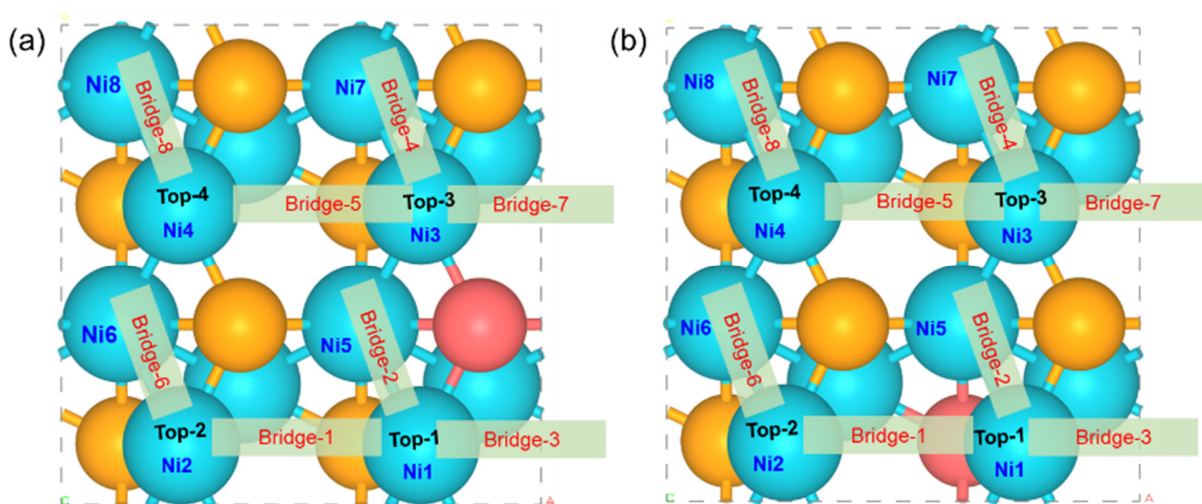 (a)
Ni8
Bridge-8
Ni7
Bridge-4
Top-4
Bridge-5
Top-3
Bridge-7
Ni4
Ni3
Ni6
Bridge-6
Ni5
Bridge-2
Top-2
Bridge-1
Top-1
Bridge-3
Ni2
Ni1
C
A
(b)
Ni8
Bridge-8
Ni7
Bridge-4
Top-4
Bridge-5
Top-3
Bridge-7
Ni4
Ni3
Ni6
Bridge-6
Ni5
Bridge-2
Top-2
Bridge-1
Top-1
Bridge-3
Ni2
Ni1
C
A